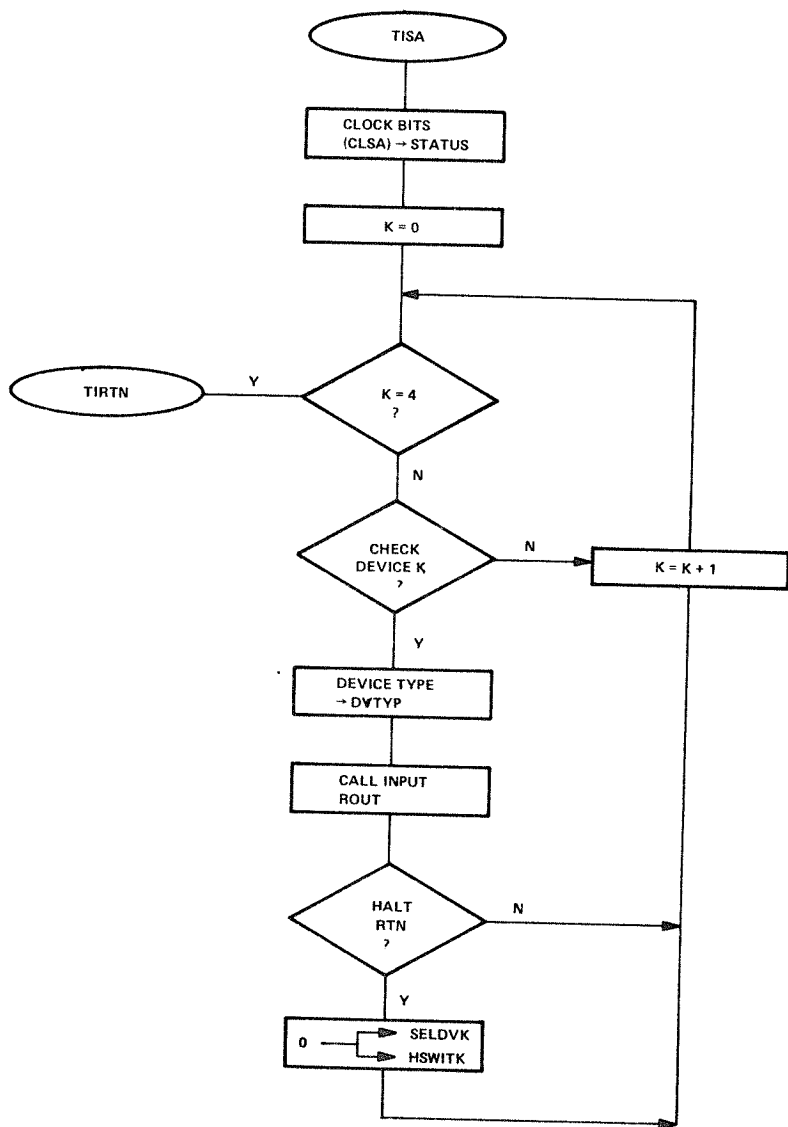 TISA
CLOCK BITS
(CLSA) → STATUS
K = 0
Y
TIRTN
K = 4
?
N
CHECK
DEVICE K
?
N
K = K + 1
Y
DEVICE TYPE
→ DVTYP
CALL INPUT
ROUT
HALT
RTN
?
N
Y
0
SELDVK
HSWITK